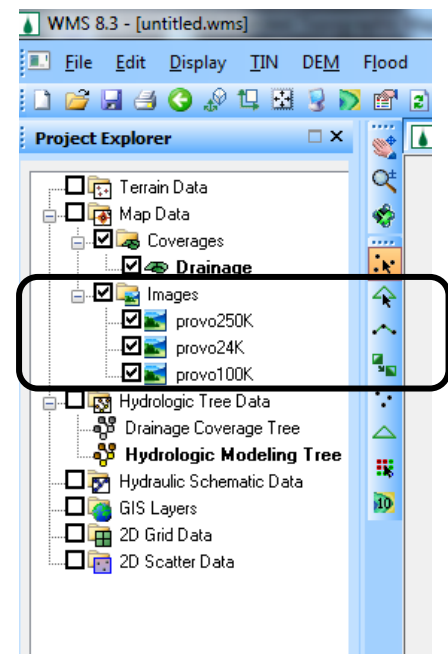 WMS 8.3 - [untitled.wms]
File Edit Display TIN DEM Flood
Project Explorer
Terrain Data
Map Data
Coverages
Drainage
Images
provo250K
provo24K
provo100K
Hydrologic Tree Data
Drainage Coverage Tree
Hydrologic Modeling Tree
Hydraulic Schematic Data
GIS Layers
2D Grid Data
2D Scatter Data
10